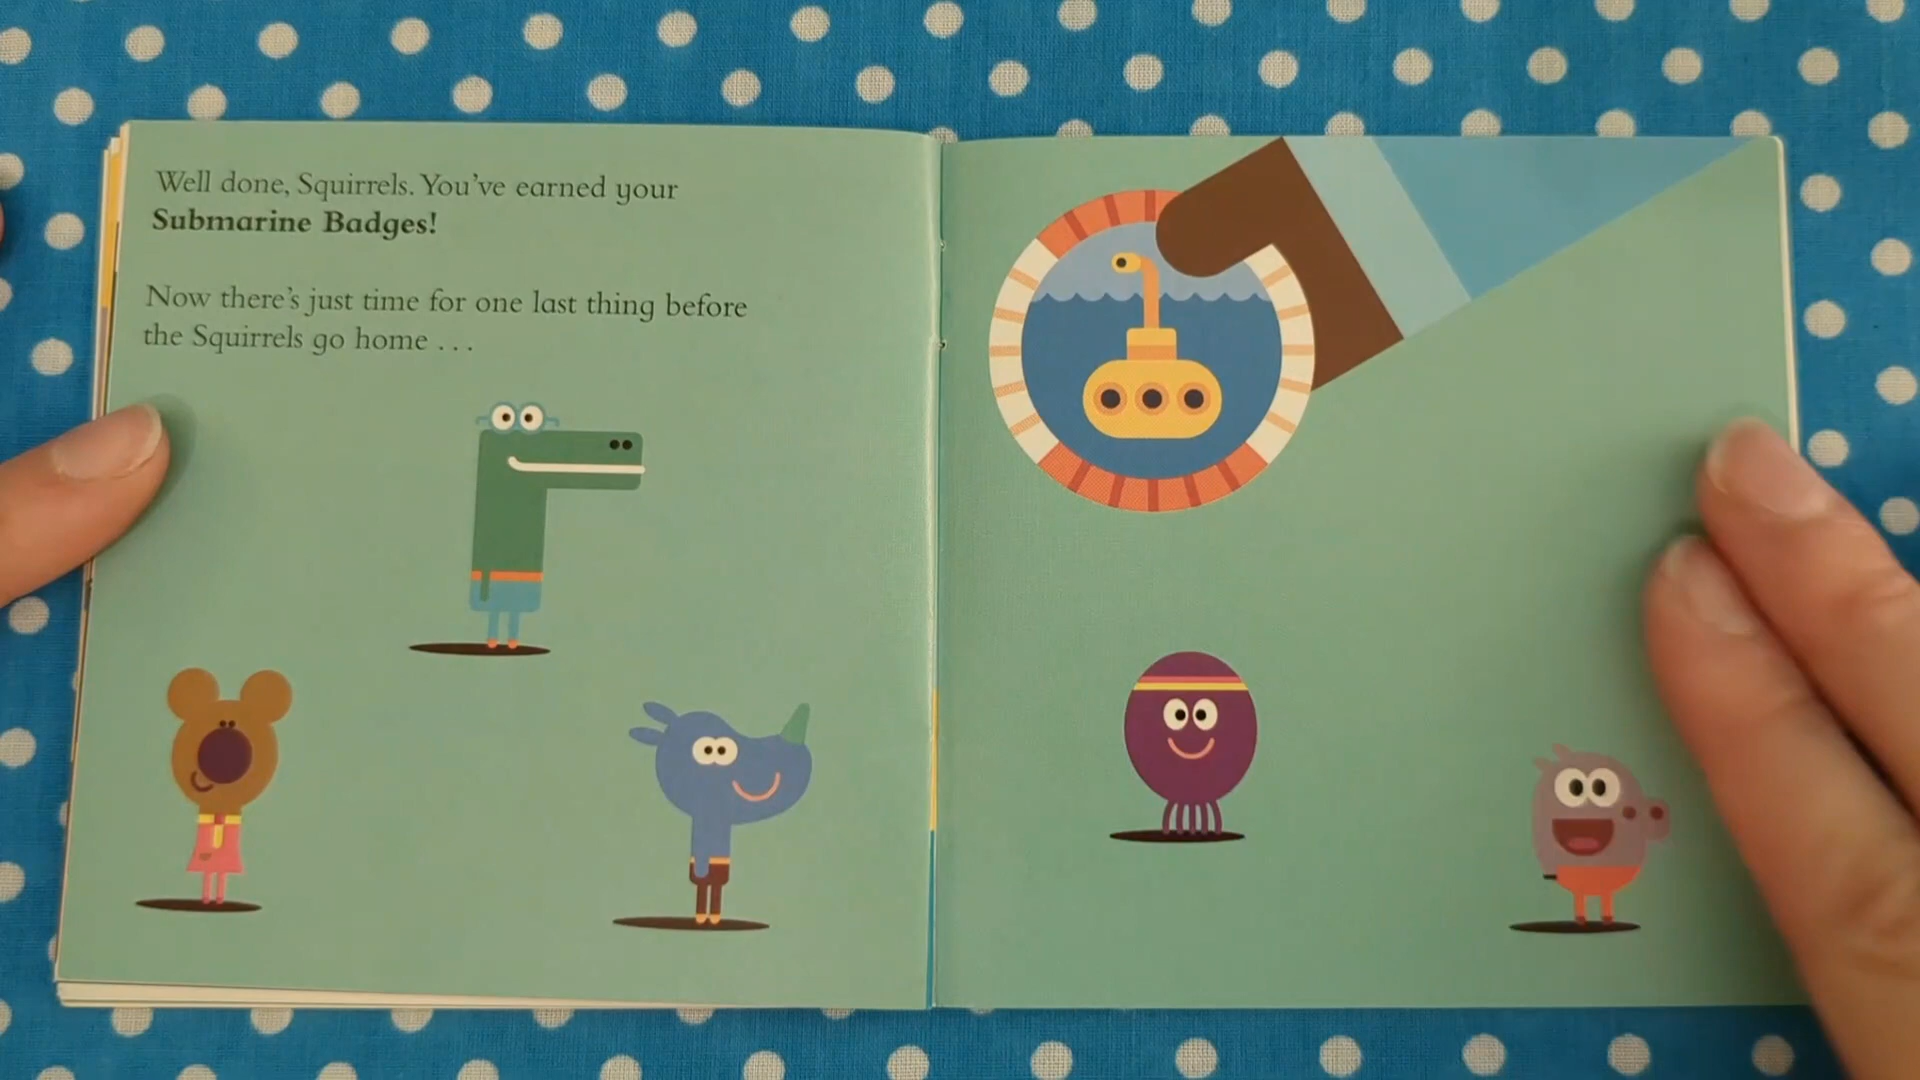 Well done, Squirrels. You've earned your
Submarine Badges!
Now there's just time for one last thing before
the Squirrels go home . . .